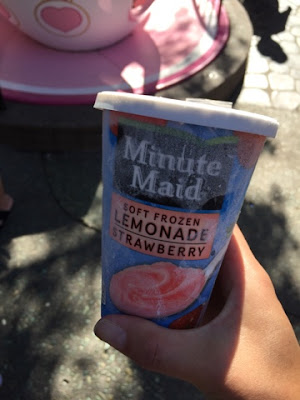 Minute
Maid
SOFT FROZEN
LEMONADE
STRAWBERRY